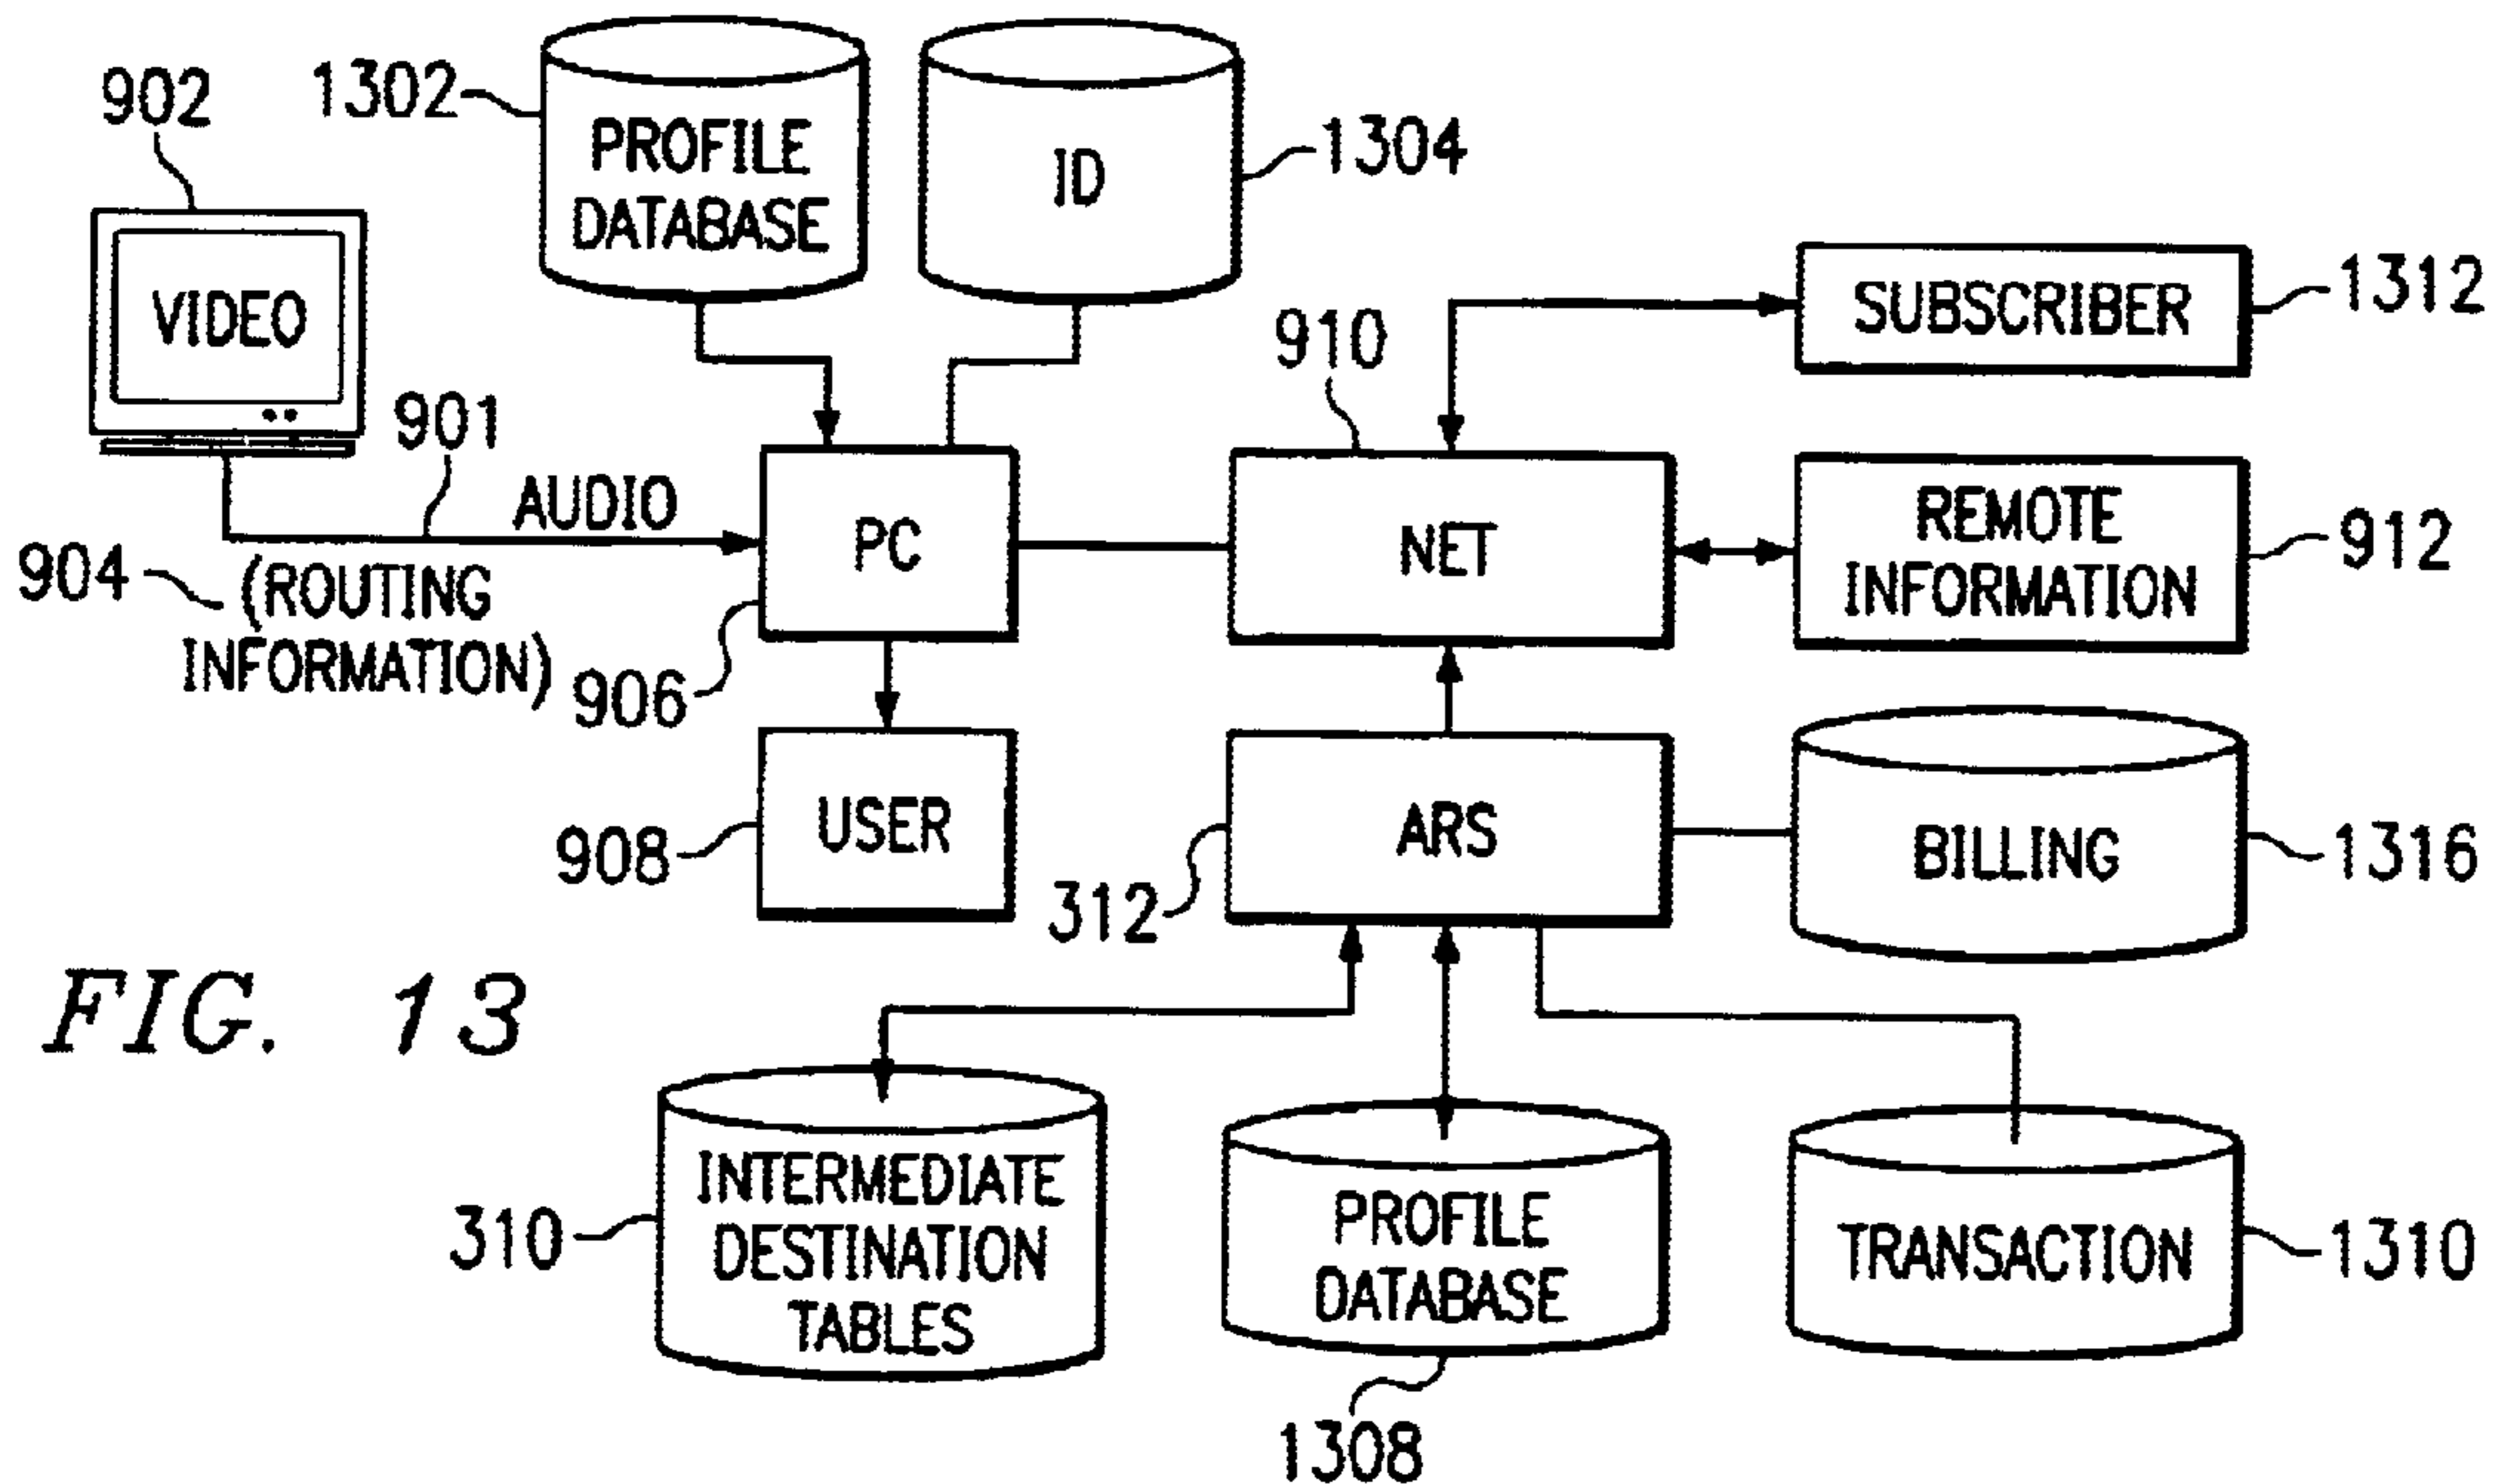 902
1302
PROFILE
DATABASE
ID
1304
VIDEO
SUBSCRIBER
1312
910
901
AUDIO
PC
NET
REMOTE
INFORMATION
912
904
(ROUTING
INFORMATION)
906
USER
908
ARS
312
BILLING
1316
FIG. 13
INTERMEDIATE
DESTINATION
TABLES
310
PROFILE
DATABASE
1308
TRANSACTION
1310